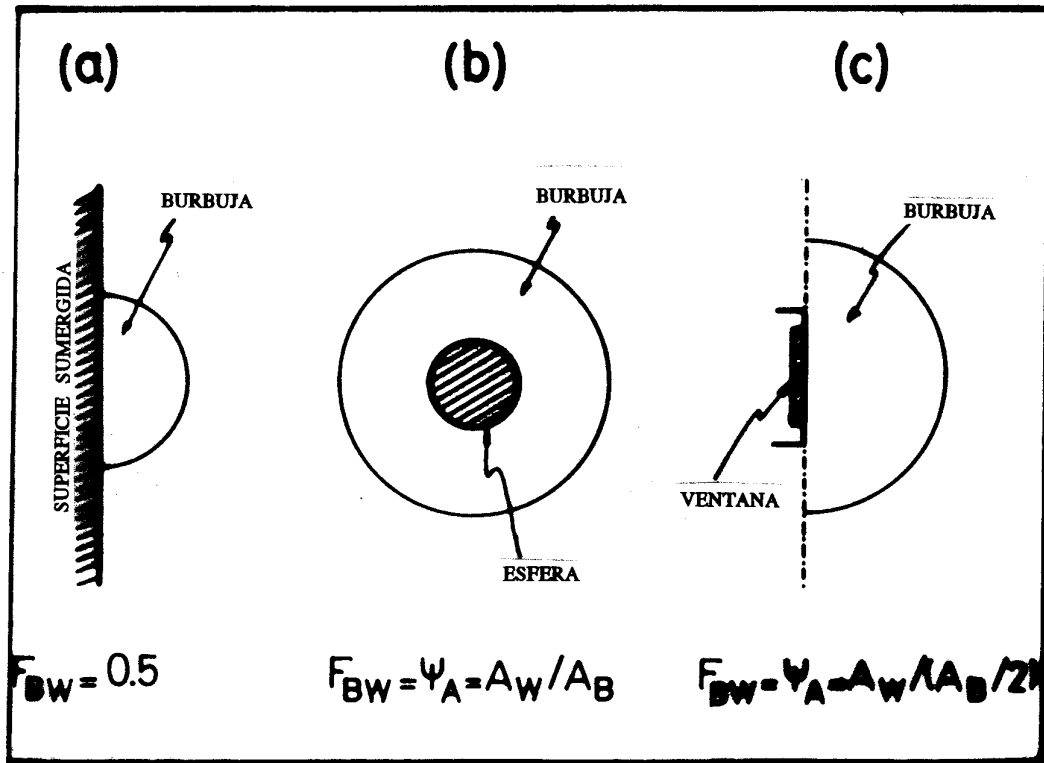 (a)
(b)
(c)
BURBUJA
BURBUJA
BURBUJA
SUPERFICIE SUMERGIDA
VENTANA
ESFERA
F_BW = 0.5
F_BW = Ψ_A = A_W / A_B
F_BW = Ψ_A = A_W / (A_B / 2)